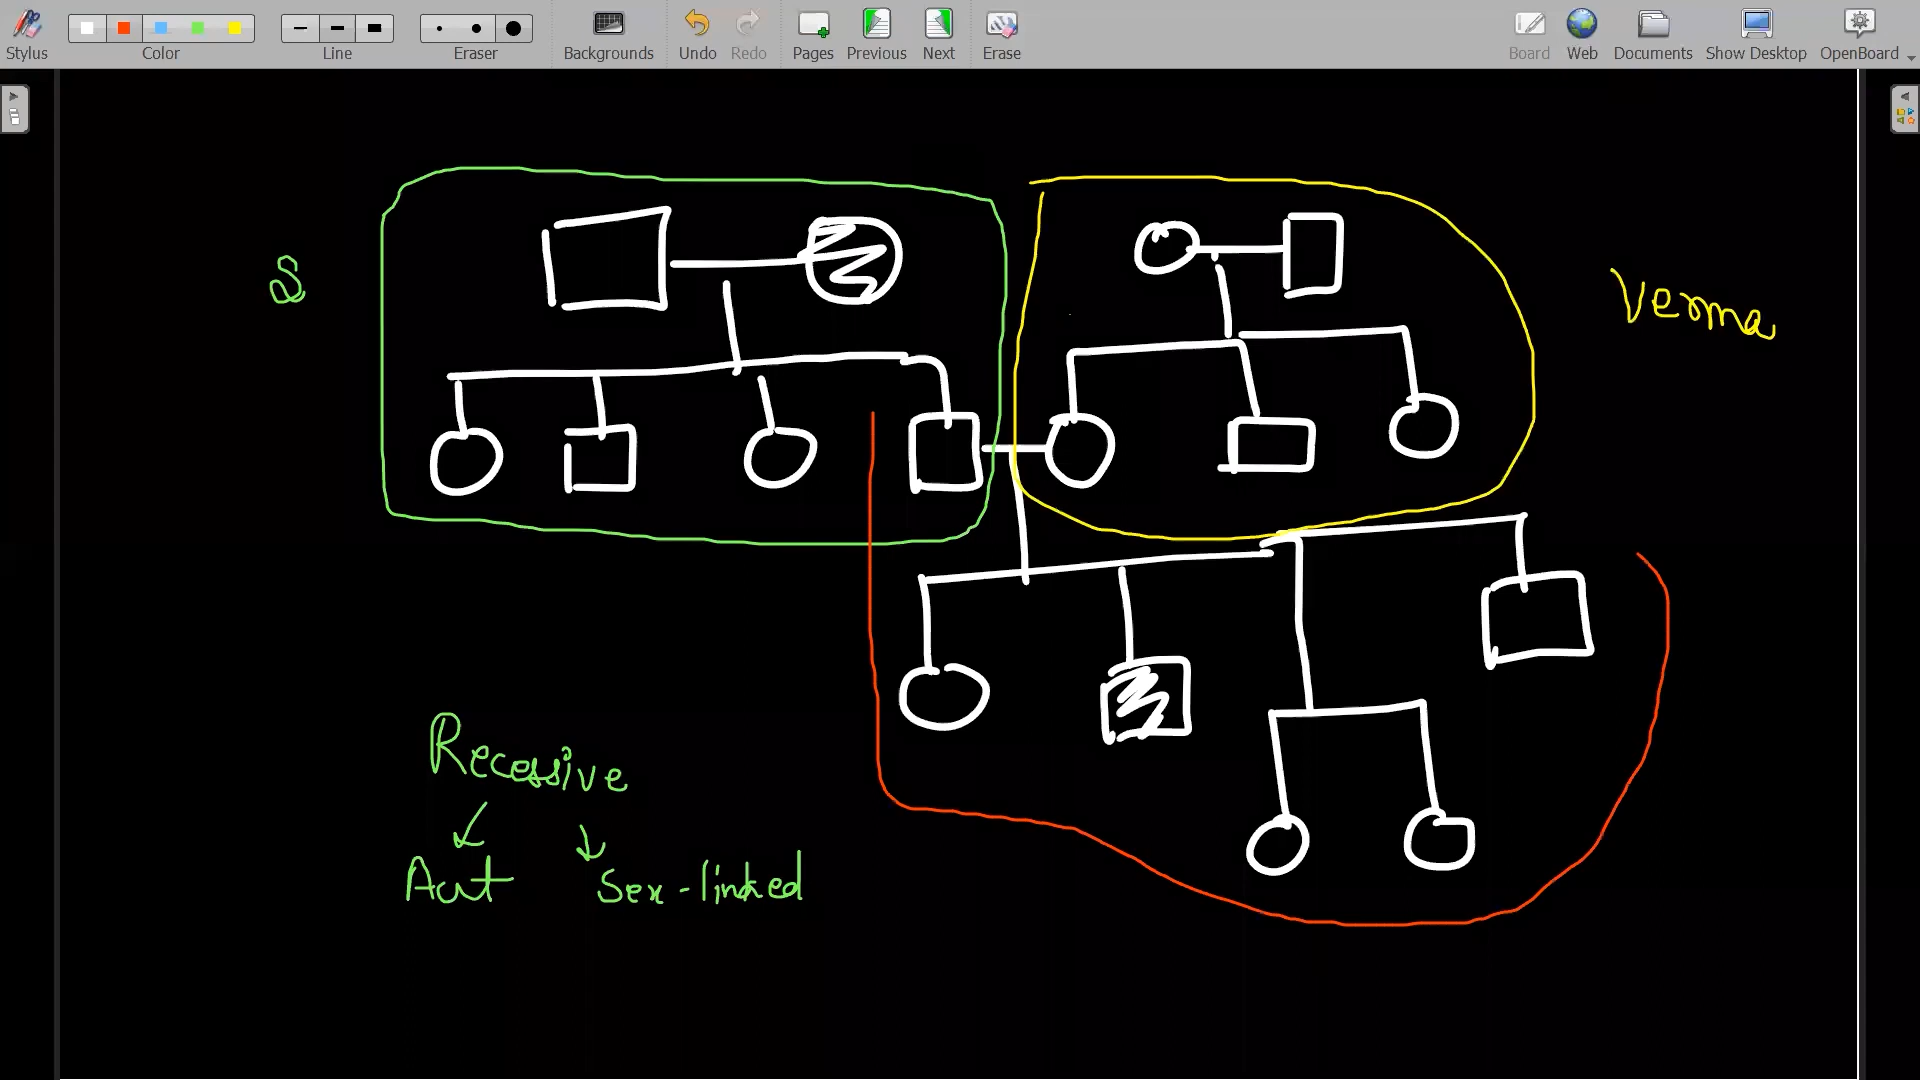 Stylus
Color
Line
Eraser
Backgrounds
Undo
Redo
Pages
Previous
Next
Erase
Board
Web
Documents
Show Desktop
OpenBoard
S
Verma
Recessive
Aut
Sex-linked